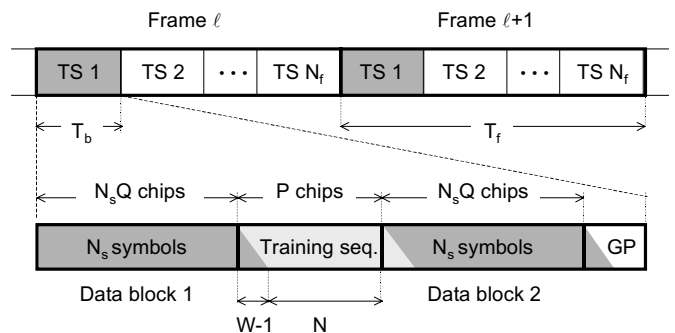 Frame ℓ Frame ℓ+1
TS 1 TS 2 ··· TS N_f TS 1 TS 2 ··· TS N_f
T_b T_f
N_sQ chips P chips N_sQ chips
N_s symbols Training seq. N_s symbols GP
Data block 1 Data block 2
W-1 N